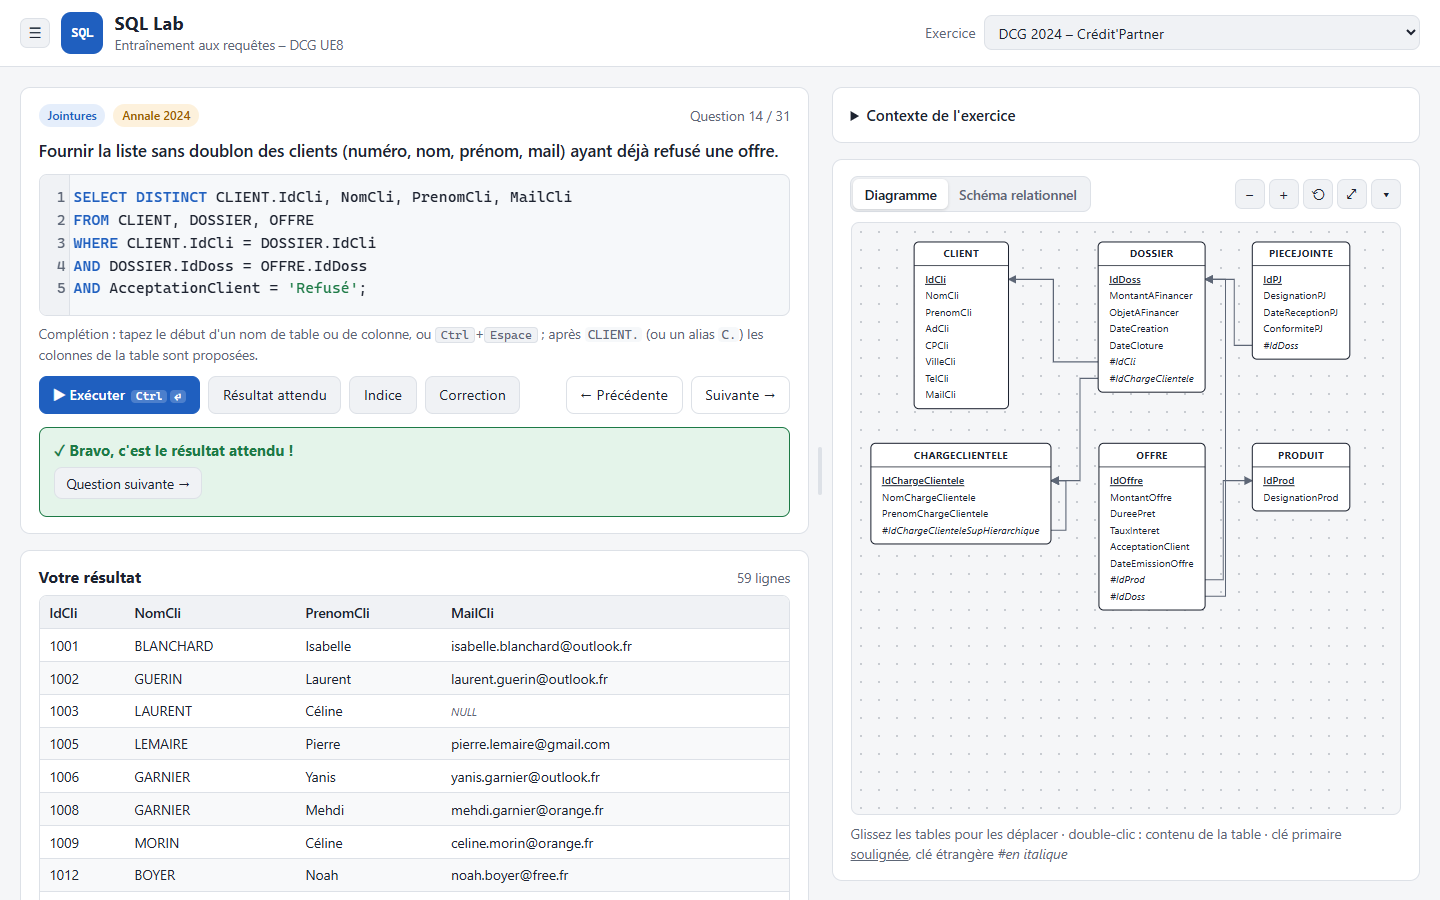 ☰
SQL
SQL Lab
Entraînement aux requêtes – DCG UE8
Exercice
DCG 2024 – Crédit'Partner
Jointures
Annale 2024
Question 14 / 31
Fournir la liste sans doublon des clients (numéro, nom, prénom, mail) ayant déjà refusé une offre.
1 SELECT DISTINCT CLIENT.IdCli, NomCli, PrenomCli, MailCli
2 FROM CLIENT, DOSSIER, OFFRE
3 WHERE CLIENT.IdCli = DOSSIER.IdCli
4 AND DOSSIER.IdDoss = OFFRE.IdDoss
5 AND AcceptationClient = 'Refusé';
Complétion : tapez le début d'un nom de table ou de colonne, ou Ctrl+Espace ; après CLIENT. (ou un alias C.) les
colonnes de la table sont proposées.
▶ Exécuter Ctrl ⏎
Résultat attendu
Indice
Correction
← Précédente
Suivante →
✓ Bravo, c'est le résultat attendu !
Question suivante →
Votre résultat
59 lignes
IdCli NomCli PrenomCli MailCli
1001 BLANCHARD Isabelle isabelle.blanchard@outlook.fr
1002 GUERIN Laurent laurent.guerin@outlook.fr
1003 LAURENT Céline NULL
1005 LEMAIRE Pierre pierre.lemaire@gmail.com
1006 GARNIER Yanis yanis.garnier@outlook.fr
1008 GARNIER Mehdi mehdi.garnier@orange.fr
1009 MORIN Céline celine.morin@orange.fr
1012 BOYER Noah noah.boyer@free.fr
▶ Contexte de l'exercice
Diagramme
Schéma relationnel
−
+
CLIENT
IdCli
NomCli
PrenomCli
AdCli
CPCli
VilleCli
TelCli
MailCli
DOSSIER
IdDoss
MontantAFinancer
ObjetAFinancer
DateCreation
DateCloture
#IdCli
#IdChargeClientele
PIECEJOINTE
IdPJ
DesignationPJ
DateReceptionPJ
ConformitePJ
#IdDoss
CHARGECLIENTELE
IdChargeClientele
NomChargeClientele
PrenomChargeClientele
#IdChargeClienteleSupHierarchique
OFFRE
IdOffre
MontantOffre
DureePret
TauxInteret
AcceptationClient
DateEmissionOffre
#IdProd
#IdDoss
PRODUIT
IdProd
DesignationProd
Glissez les tables pour les déplacer · double-clic : contenu de la table · clé primaire
soulignée, clé étrangère #en italique